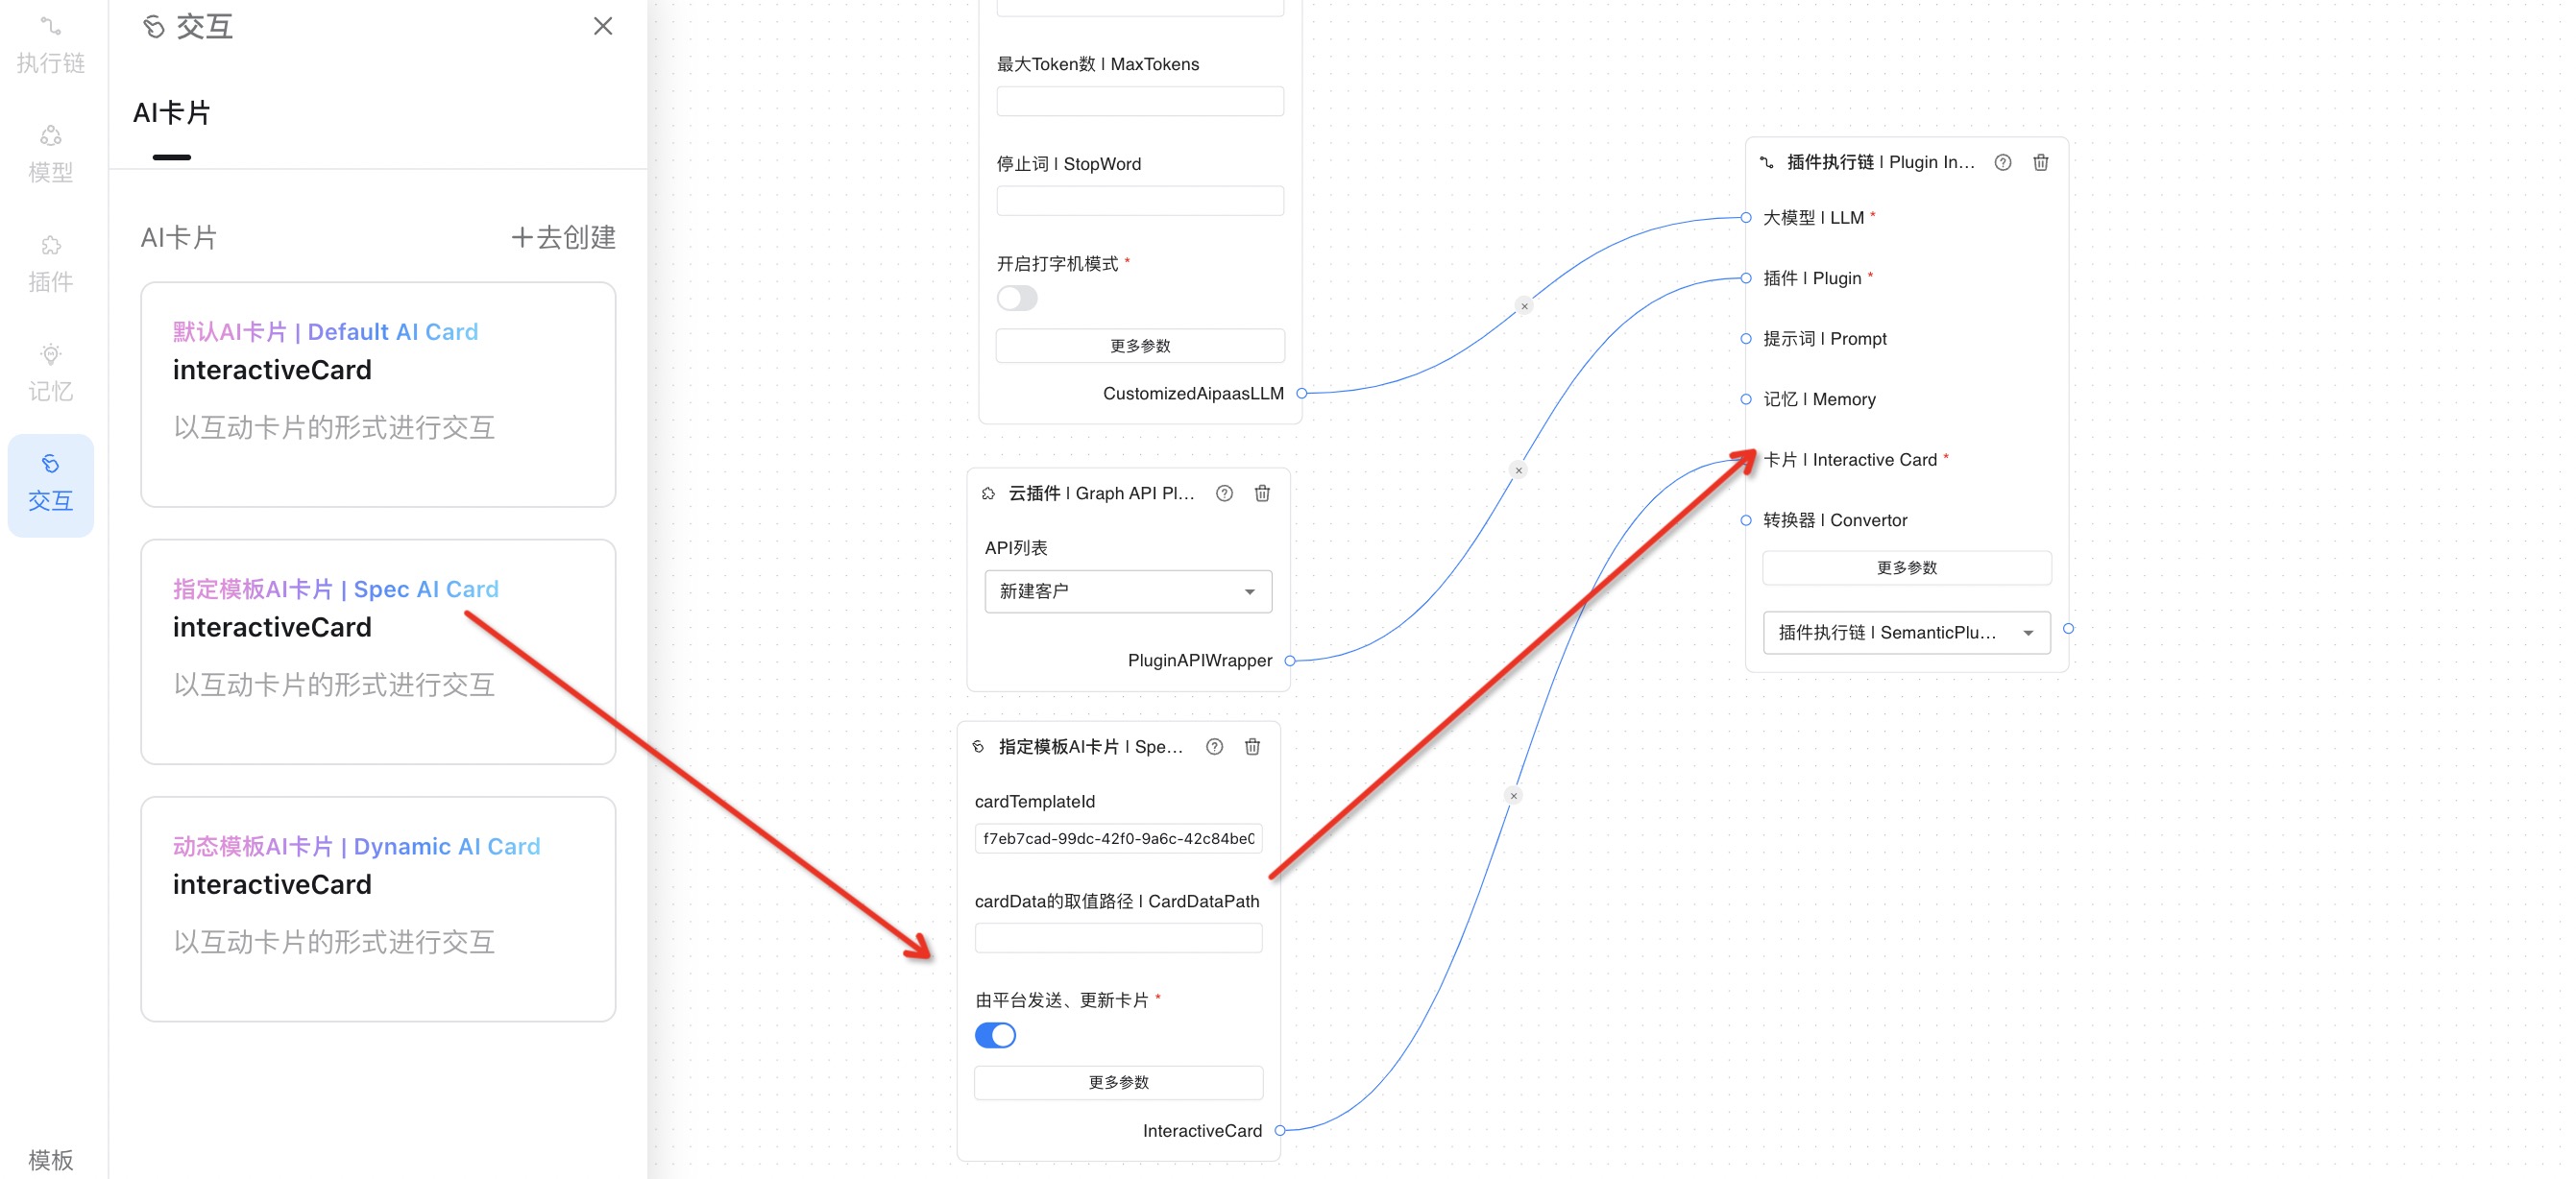 执行链
模型
插件
记忆
交互
模板
交互
AI卡片
AI卡片
+去创建
默认AI卡片 | Default AI Card
interactiveCard
以互动卡片的形式进行交互
指定模板AI卡片 | Spec AI Card
interactiveCard
以互动卡片的形式进行交互
动态模板AI卡片 | Dynamic AI Card
interactiveCard
以互动卡片的形式进行交互
最大Token数 | MaxTokens
停止词 | StopWord
开启打字机模式 *
更多参数
CustomizedAipaasLLM
云插件 | Graph API Pl...
API列表
新建客户
PluginAPIWrapper
指定模板AI卡片 | Spe...
cardTemplateId
f7eb7cad-99dc-42f0-9a6c-42c84be0
cardData的取值路径 | CardDataPath
由平台发送、更新卡片 *
更多参数
InteractiveCard
插件执行链 | Plugin In...
大模型 | LLM *
插件 | Plugin *
提示词 | Prompt
记忆 | Memory
卡片 | Interactive Card *
转换器 | Convertor
更多参数
插件执行链 | SemanticPlu...